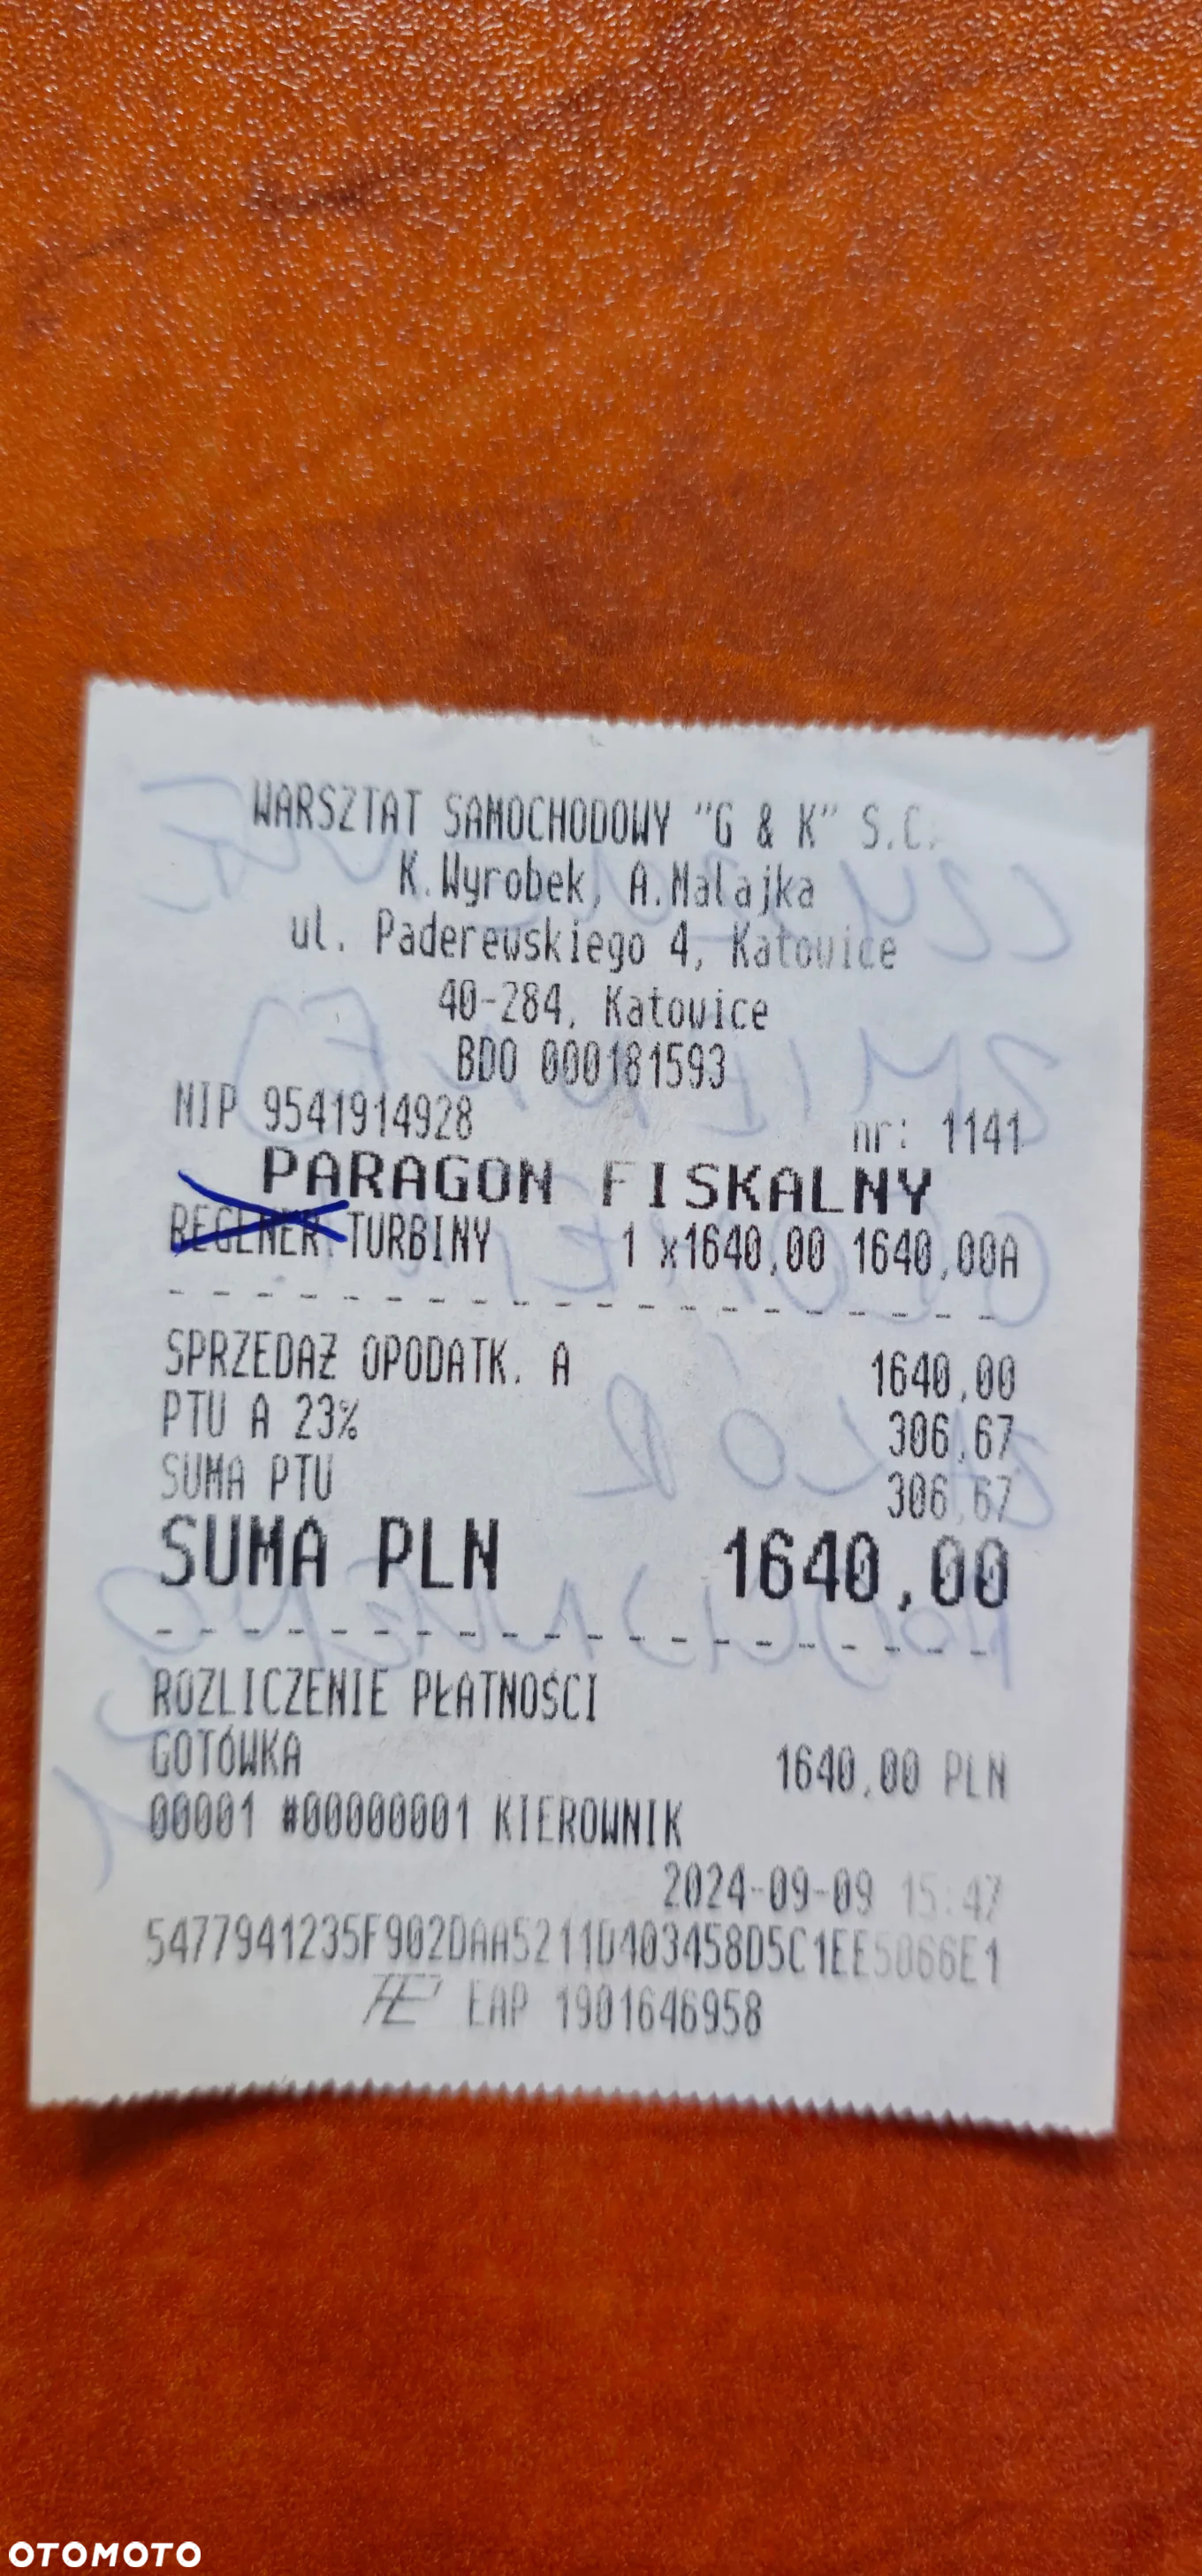 WARSZTAT SAMOCHODOWY "G & K" S.C.
K.Wyrobek, A.Malajka
ul. Paderewskiego 4, Katowice
40-284, Katowice
BDO 000181593
NIP 9541914928 nr: 1141
PARAGON FISKALNY
REGENER. TURBINY 1 x1640,00 1640,00A
SPRZEDAŻ OPODATK. A 1640,00
PTU A 23% 306,67
SUMA PTU 306,67
SUMA PLN 1640,00
ROZLICZENIE PŁATNOŚCI
GOTÓWKA 1640,00 PLN
00001 #00000001 KIEROWNIK
2024-09-09 15:47
5477941235F902DAA5211D403458D5C1EE5066E1
EAP 1901646958
OTOMOTO